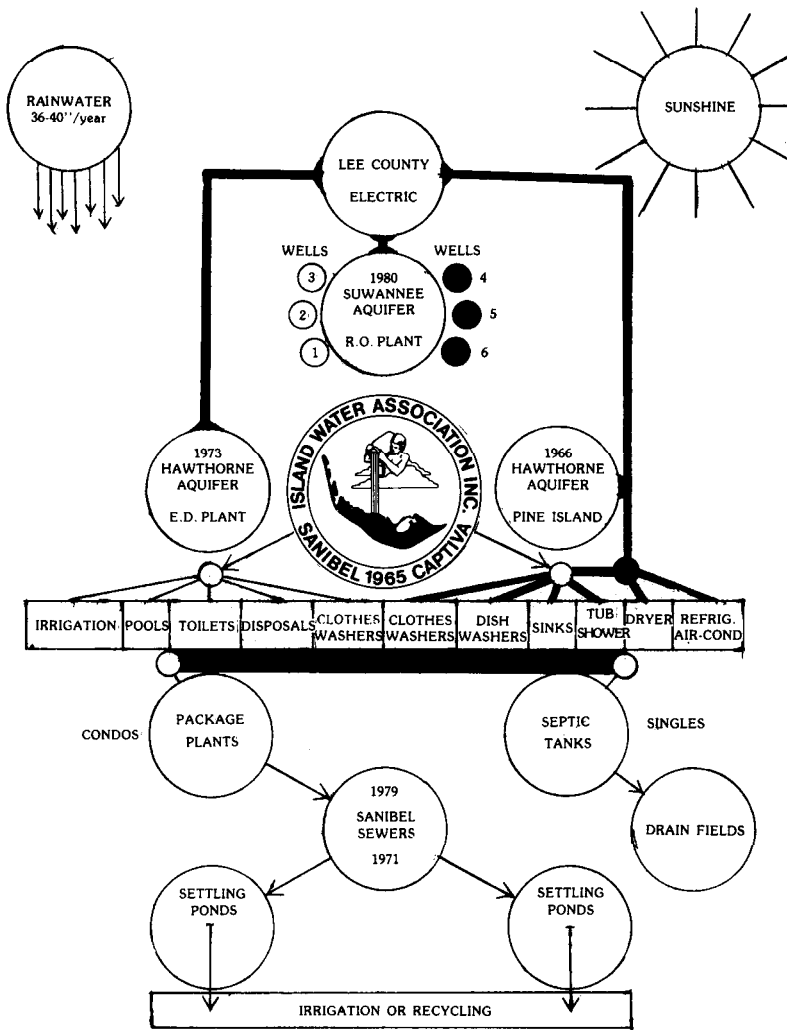 RAINWATER
36-40''/year
SUNSHINE
LEE COUNTY
ELECTRIC
WELLS
WELLS
3
2
1
1980
SUWANNEE
AQUIFER
R.O. PLANT
4
5
6
1973
HAWTHORNE
AQUIFER
E.D. PLANT
ISLAND WATER ASSOCIATION INC.
SANIBEL 1965 CAPTIVA
1966
HAWTHORNE
AQUIFER
PINE ISLAND
IRRIGATION
POOLS
TOILETS
DISPOSALS
CLOTHES
WASHERS
CLOTHES
WASHERS
DISH
WASHERS
SINKS
TUB
SHOWER
DRYER
REFRIG.
AIR-COND
CONDOS
PACKAGE
PLANTS
SEPTIC
TANKS
SINGLES
1979
SANIBEL
SEWERS
1971
DRAIN FIELDS
SETTLING
PONDS
SETTLING
PONDS
IRRIGATION OR RECYCLING